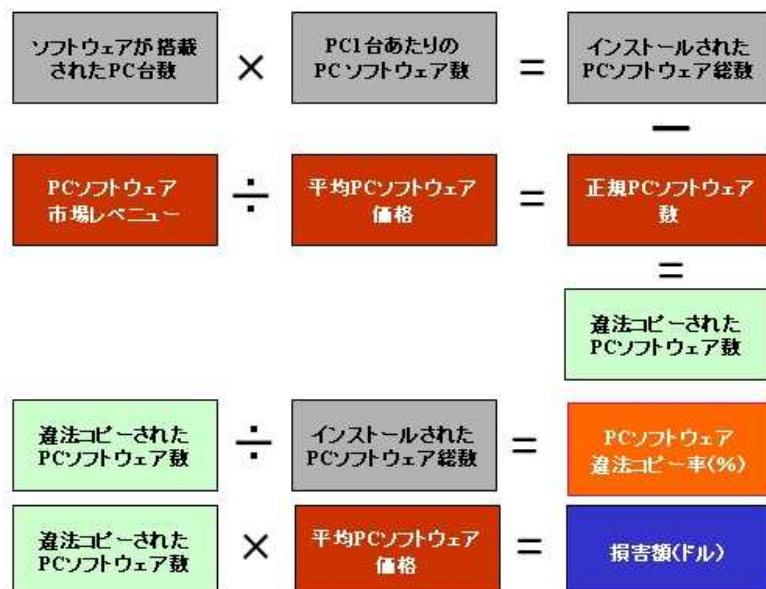 ソフトウェアが搭載
されたPC台数
×
PC1台あたりの
PCソフトウェア数
=
インストールされた
PCソフトウェア総数
−
PCソフトウェア
市場レベニュー
÷
平均PCソフトウェア
価格
=
正規PCソフトウェア
数
=
違法コピーされた
PCソフトウェア数
違法コピーされた
PCソフトウェア数
÷
インストールされた
PCソフトウェア総数
=
PCソフトウェア
違法コピー率(%)
違法コピーされた
PCソフトウェア数
×
平均PCソフトウェア
価格
=
損害額(ドル)